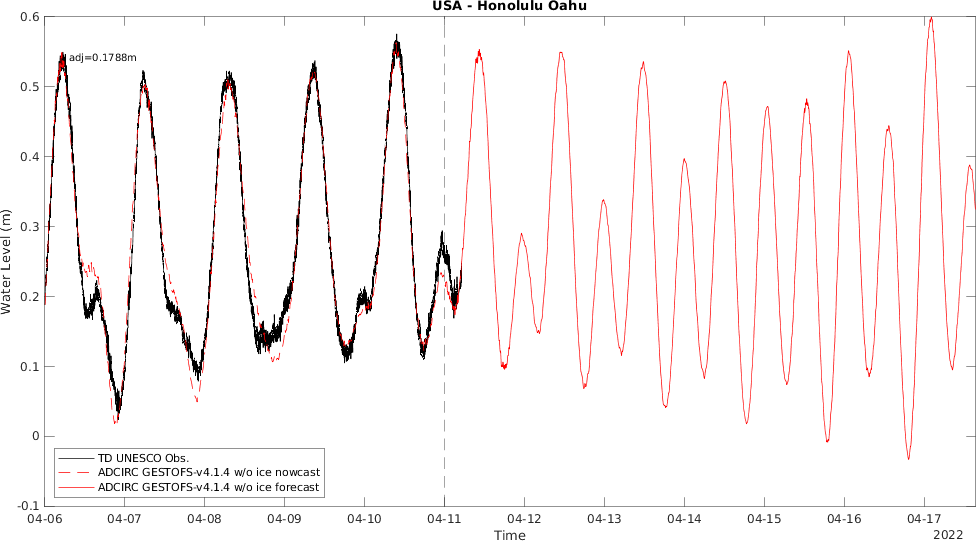 USA - Honolulu Oahu
0.6
0.5
0.4
0.3
0.2
0.1
0
-0.1
Water Level (m)
adj=0.1788m
TD UNESCO Obs.
ADCIRC GESTOFS-v4.1.4 w/o ice nowcast
ADCIRC GESTOFS-v4.1.4 w/o ice forecast
04-06 04-07 04-08 04-09 04-10 04-11 04-12 04-13 04-14 04-15 04-16 04-17
Time
2022